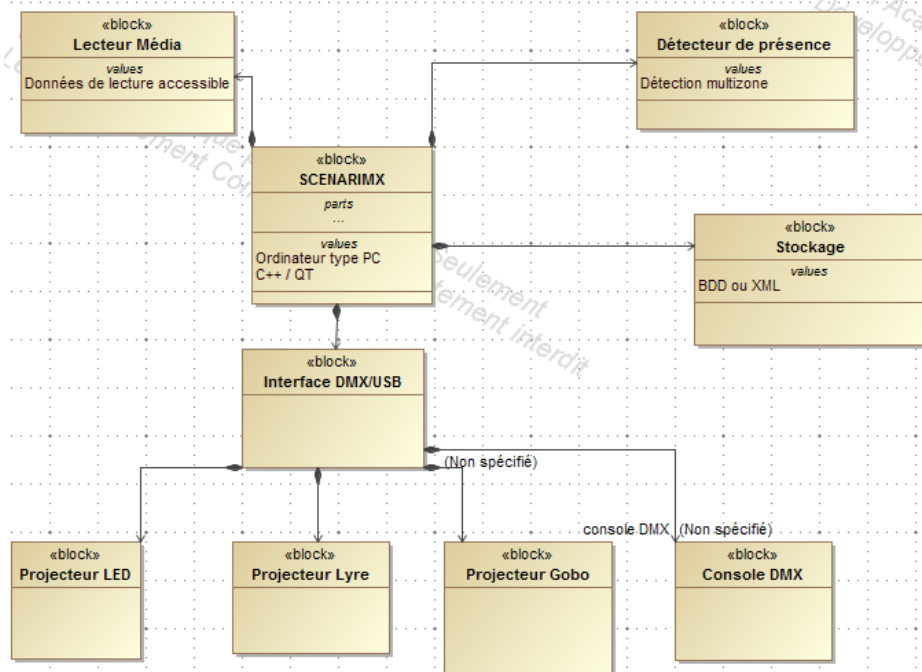 «block»
Lecteur Média
values
Données de lecture accessible
«block»
Détecteur de présence
values
Détection multizone
«block»
SCENARIMX
parts
...
values
Ordinateur type PC
C++ / QT
«block»
Stockage
values
BDD ou XML
Seulement
interdit
«block»
Interface DMX/USB
(Non spécifié)
console DMX (Non spécifié)
«block»
Projecteur LED
«block»
Projecteur Lyre
«block»
Projecteur Gobo
«block»
Console DMX